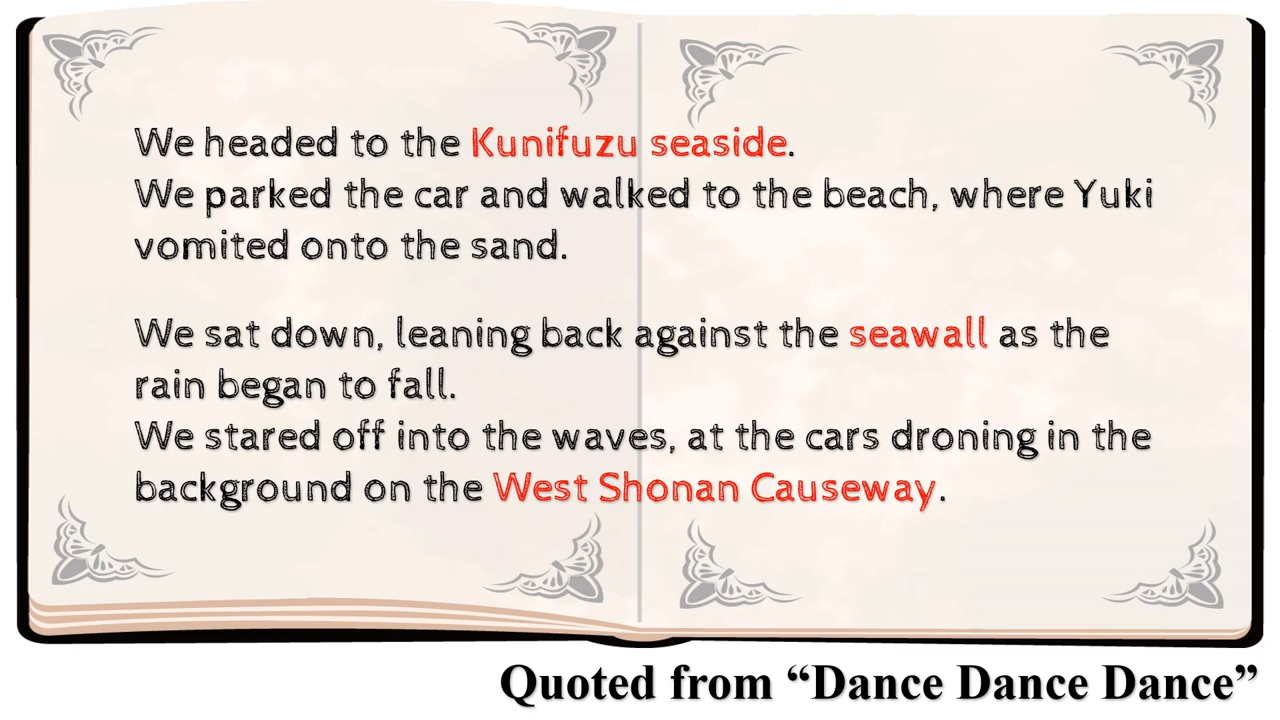 We headed to the Kunifuzu seaside.
We parked the car and walked to the beach, where Yuki
vomited onto the sand.
We sat down, leaning back against the seawall as the
rain began to fall.
We stared off into the waves, at the cars droning in the
background on the West Shonan Causeway.
Quoted from “Dance Dance Dance”